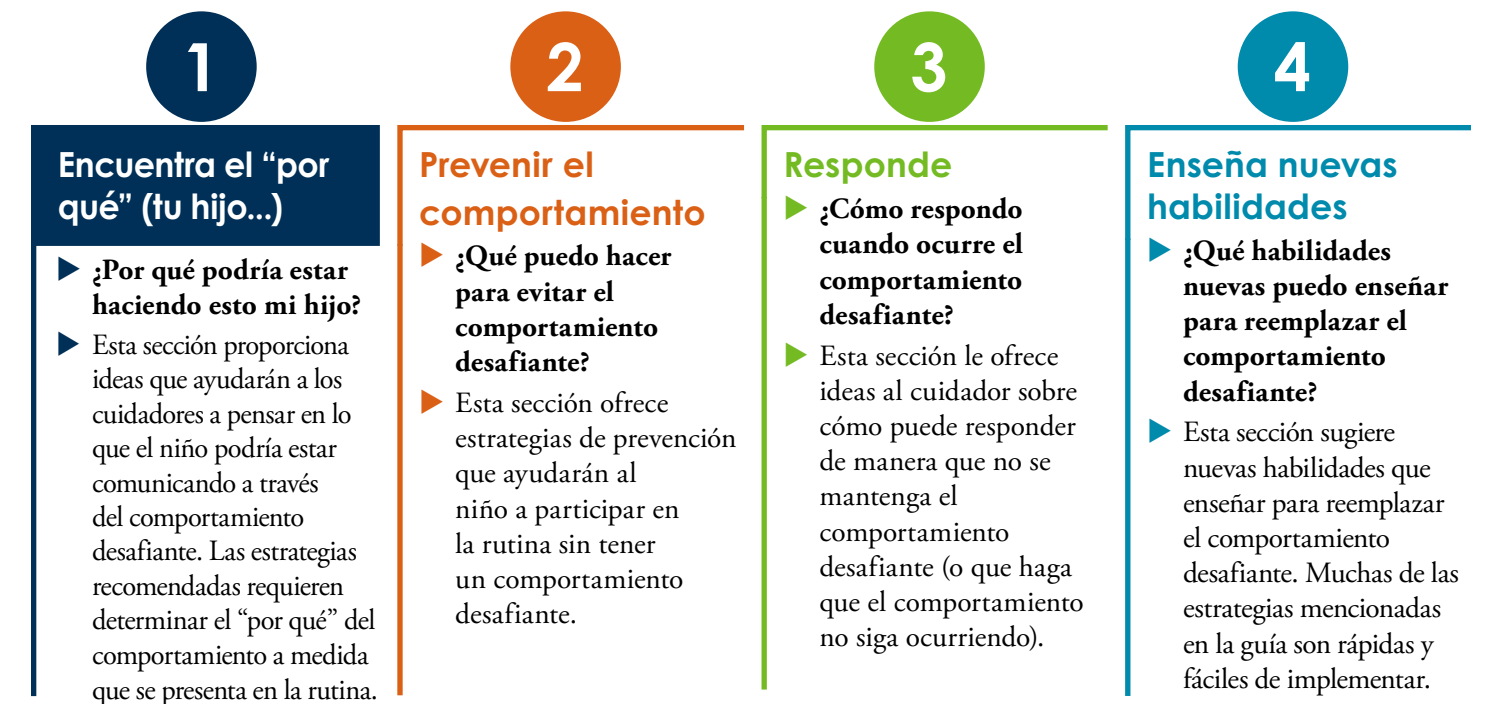 1
Encuentra el “por
qué” (tu hijo...)
¿Por qué podría estar
haciendo esto mi hijo?
Esta sección proporciona
ideas que ayudarán a los
cuidadores a pensar en lo
que el niño podría estar
comunicando a través
del comportamiento
desafiante. Las estrategias
recomendadas requieren
determinar el “por qué” del
comportamiento a medida
que se presenta en la rutina.
2
Prevenir el
comportamiento
¿Qué puedo hacer
para evitar el
comportamiento
desafiante?
Esta sección ofrece
estrategias de prevención
que ayudarán al
niño a participar en
la rutina sin tener
un comportamiento
desafiante.
3
Responde
¿Cómo respondo
cuando ocurre el
comportamiento
desafiante?
Esta sección le ofrece
ideas al cuidador sobre
cómo puede responder
de manera que no se
mantenga el
comportamiento
desafiante (o que haga
que el comportamiento
no siga ocurriendo).
4
Enseña nuevas
habilidades
¿Qué habilidades
nuevas puedo enseñar
para reemplazar el
comportamiento
desafiante?
Esta sección sugiere
nuevas habilidades que
enseñar para reemplazar
el comportamiento
desafiante. Muchas de las
estrategias mencionadas
en la guía son rápidas y
fáciles de implementar.